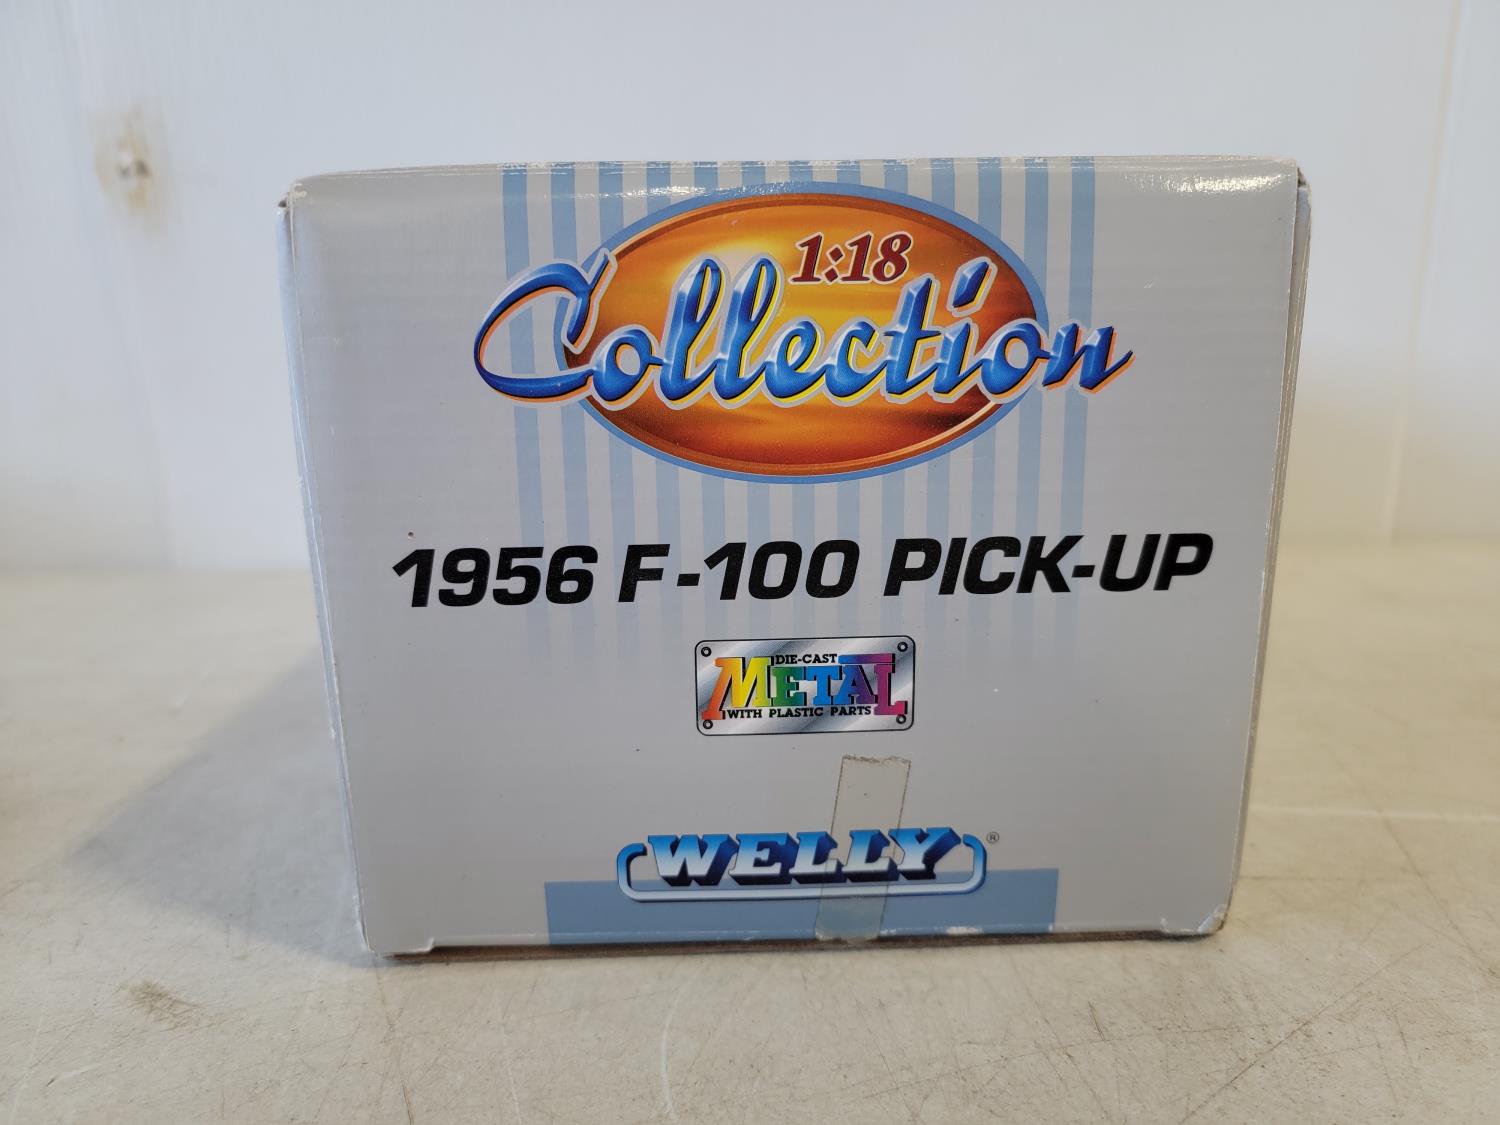 1:18
Collection
1956 F-100 PICK-UP
DIE-CAST
METAL
WITH PLASTIC PARTS
WELLY®